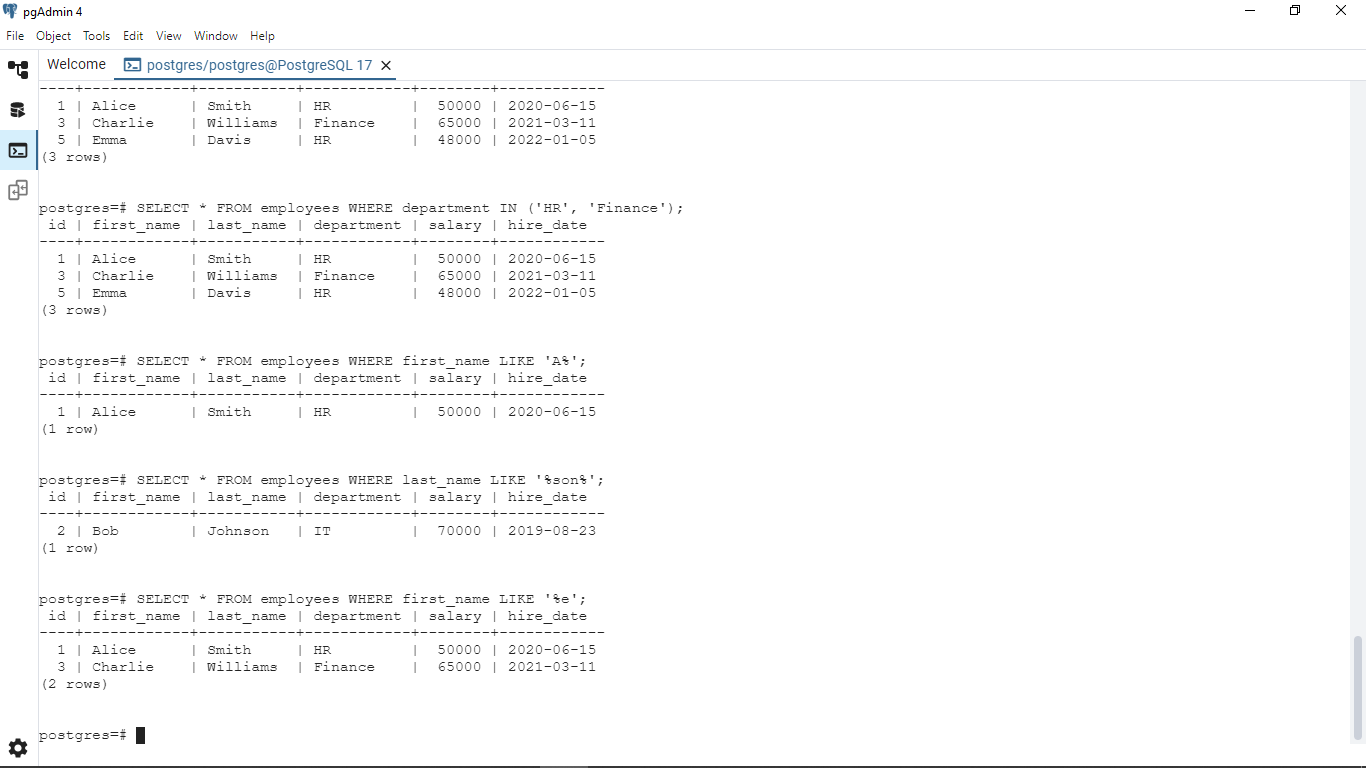 pgAdmin 4
File Object Tools Edit View Window Help
Welcome postgres/postgres@PostgreSQL 17
----+------------+-----------+------------+--------+------------
  1 | Alice      | Smith     | HR         |  50000 | 2020-06-15
  3 | Charlie    | Williams  | Finance    |  65000 | 2021-03-11
  5 | Emma       | Davis     | HR         |  48000 | 2022-01-05
(3 rows)
postgres=# SELECT * FROM employees WHERE department IN ('HR', 'Finance');
 id | first_name | last_name | department | salary | hire_date
----+------------+-----------+------------+--------+------------
  1 | Alice      | Smith     | HR         |  50000 | 2020-06-15
  3 | Charlie    | Williams  | Finance    |  65000 | 2021-03-11
  5 | Emma       | Davis     | HR         |  48000 | 2022-01-05
(3 rows)
postgres=# SELECT * FROM employees WHERE first_name LIKE 'A%';
 id | first_name | last_name | department | salary | hire_date
----+------------+-----------+------------+--------+------------
  1 | Alice      | Smith     | HR         |  50000 | 2020-06-15
(1 row)
postgres=# SELECT * FROM employees WHERE last_name LIKE '%son%';
 id | first_name | last_name | department | salary | hire_date
----+------------+-----------+------------+--------+------------
  2 | Bob        | Johnson   | IT         |  70000 | 2019-08-23
(1 row)
postgres=# SELECT * FROM employees WHERE first_name LIKE '%e';
 id | first_name | last_name | department | salary | hire_date
----+------------+-----------+------------+--------+------------
  1 | Alice      | Smith     | HR         |  50000 | 2020-06-15
  3 | Charlie    | Williams  | Finance    |  65000 | 2021-03-11
(2 rows)
postgres=#